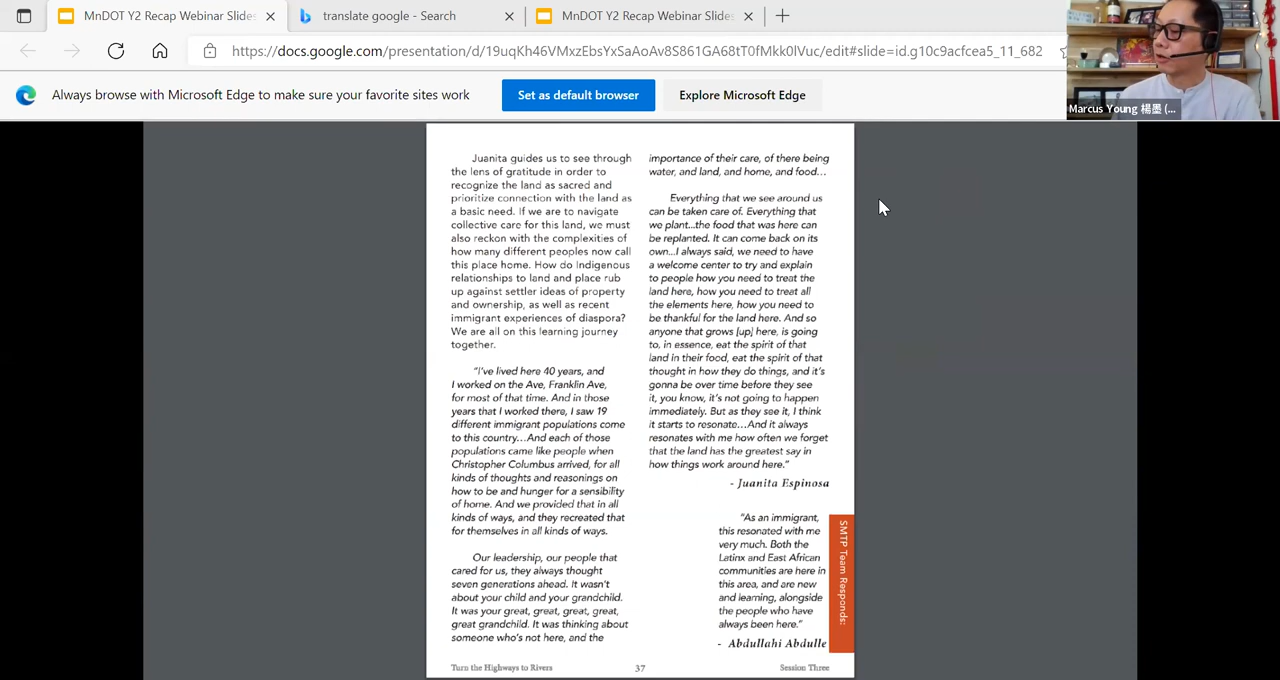 MnDOT Y2 Recap Webinar Slides
translate google - Search
MnDOT Y2 Recap Webinar Slides
https://docs.google.com/presentation/d/19uqKh46VMxzEbsYxSaAoAv8S861GA68tT0fMkk0lVuc/edit#slide=id.g10c9acfcea5_11_682
Always browse with Microsoft Edge to make sure your favorite sites work
Set as default browser
Explore Microsoft Edge
Marcus Young 楊墨 (...
Juanita guides us to see through
the lens of gratitude in order to
recognize the land as sacred and
prioritize connection with the land as
a basic need. If we are to navigate
collective care for this land, we must
also reckon with the complexities of
how many different peoples now call
this place home. How do Indigenous
relationships to land and place rub
up against settler ideas of property
and ownership, as well as recent
immigrant experiences of diaspora?
We are all on this learning journey
together.
"I've lived here 40 years, and
I worked on the Ave, Franklin Ave,
for most of that time. And in those
years that I worked there, I saw 19
different immigrant populations come
to this country...And each of those
populations came like people when
Christopher Columbus arrived, for all
kinds of thoughts and reasonings on
how to be and hunger for a sensibility
of home. And we provided that in all
kinds of ways, and they recreated that
for themselves in all kinds of ways.
Our leadership, our people that
cared for us, they always thought
seven generations ahead. It wasn't
about your child and your grandchild.
It was your great, great, great, great,
great grandchild. It was thinking about
someone who's not here, and the
importance of their care, of there being
water, and land, and home, and food...
Everything that we see around us
can be taken care of. Everything that
we plant...the food that was here can
be replanted. It can come back on its
own...I always said, we need to have
a welcome center to try and explain
to people how you need to treat the
land here, how you need to treat all
the elements here, how you need to
be thankful for the land here. And so
anyone that grows [up] here, is going
to, in essence, eat the spirit of that
land in their food, eat the spirit of that
thought in how they do things, and it's
gonna be over time before they see
it, you know, it's not going to happen
immediately. But as they see it, I think
it starts to resonate...And it always
resonates with me how often we forget
that the land has the greatest say in
how things work around here."
- Juanita Espinosa
"As an immigrant,
this resonated with me
very much. Both the
Latinx and East African
communities are here in
this area, and are new
and learning, alongside
the people who have
always been here."
- Abdullahi Abdulle
SMTP Team Responds:
Turn the Highways to Rivers
37
Session Three